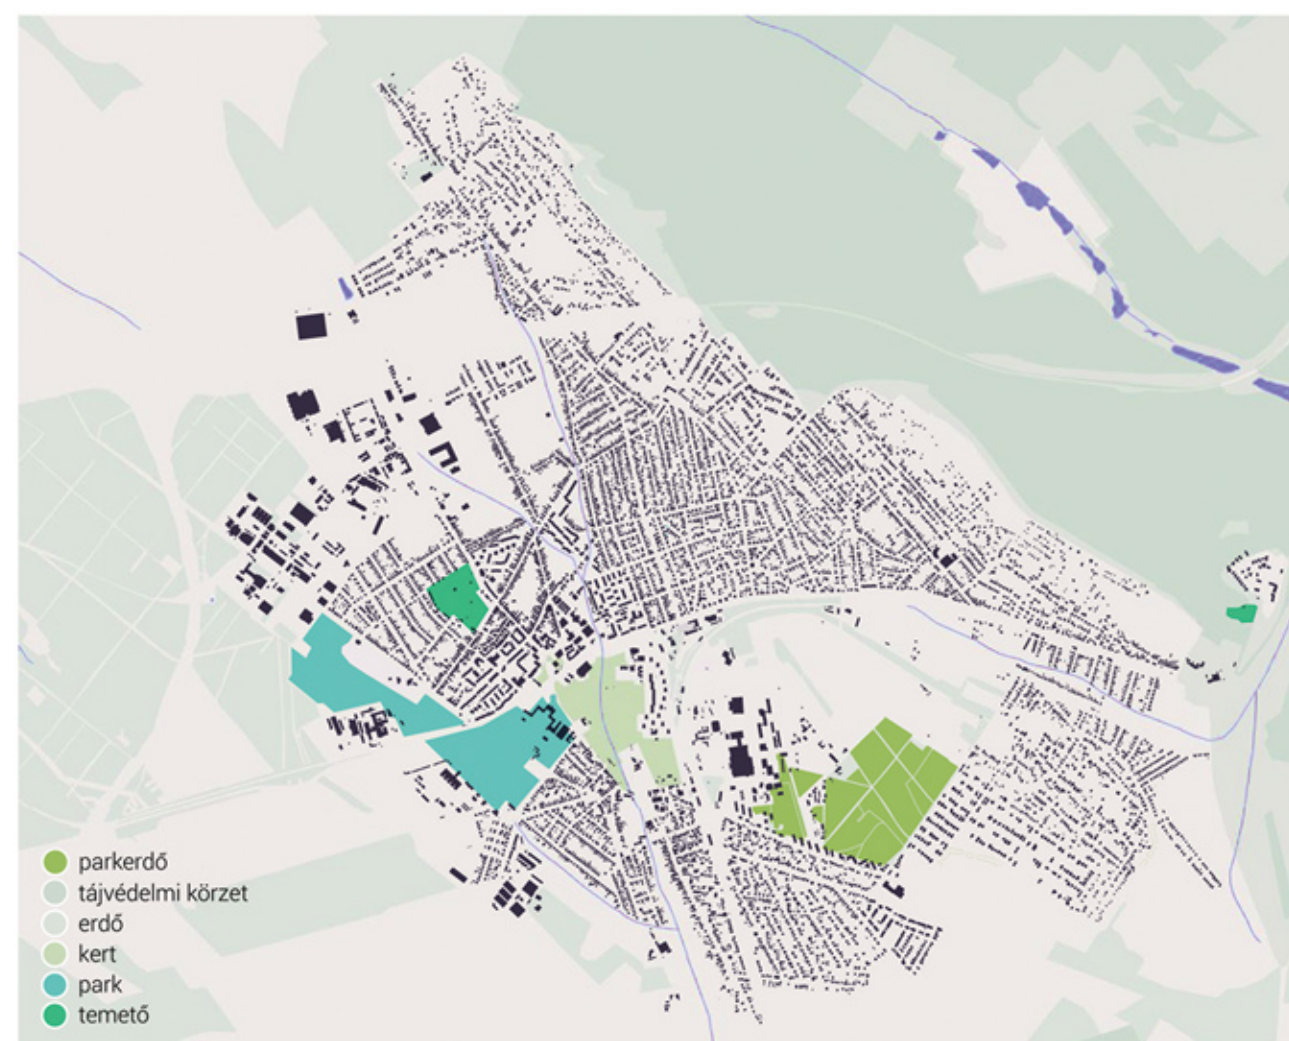 parkerdő
tájvédelmi körzet
erdő
kert
park
temető